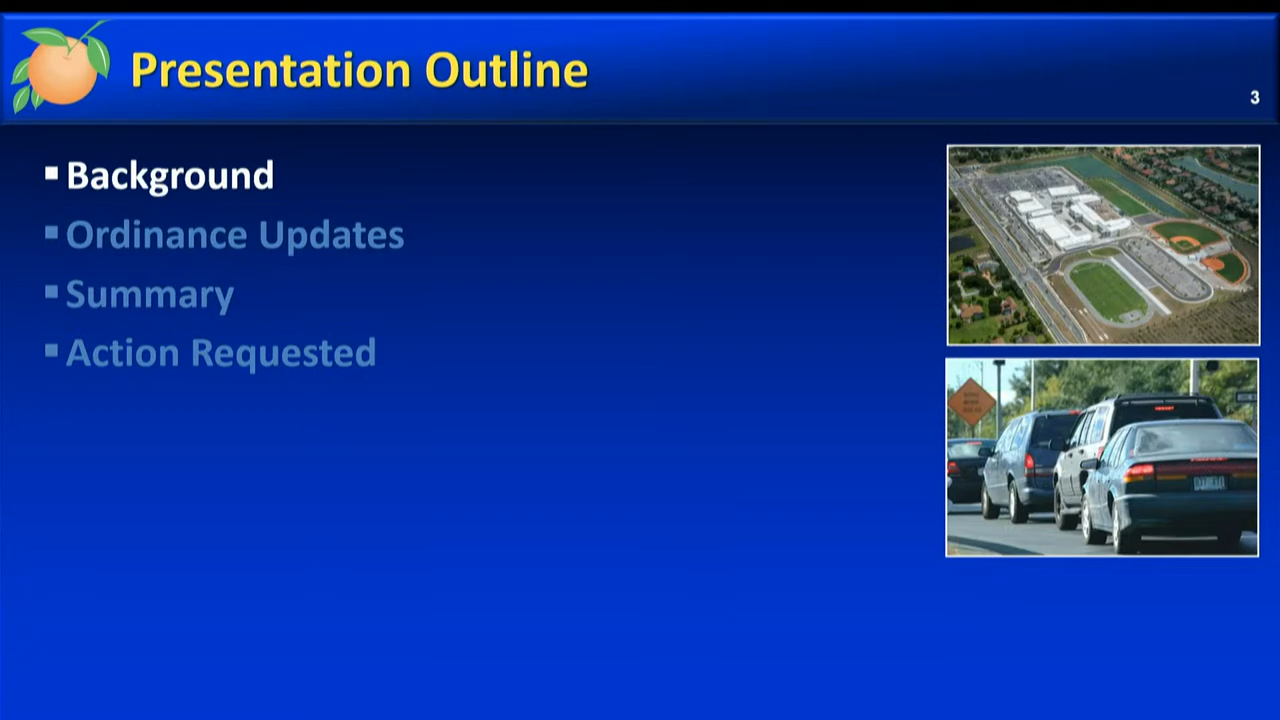 Presentation Outline
3
Background
Ordinance Updates
Summary
Action Requested